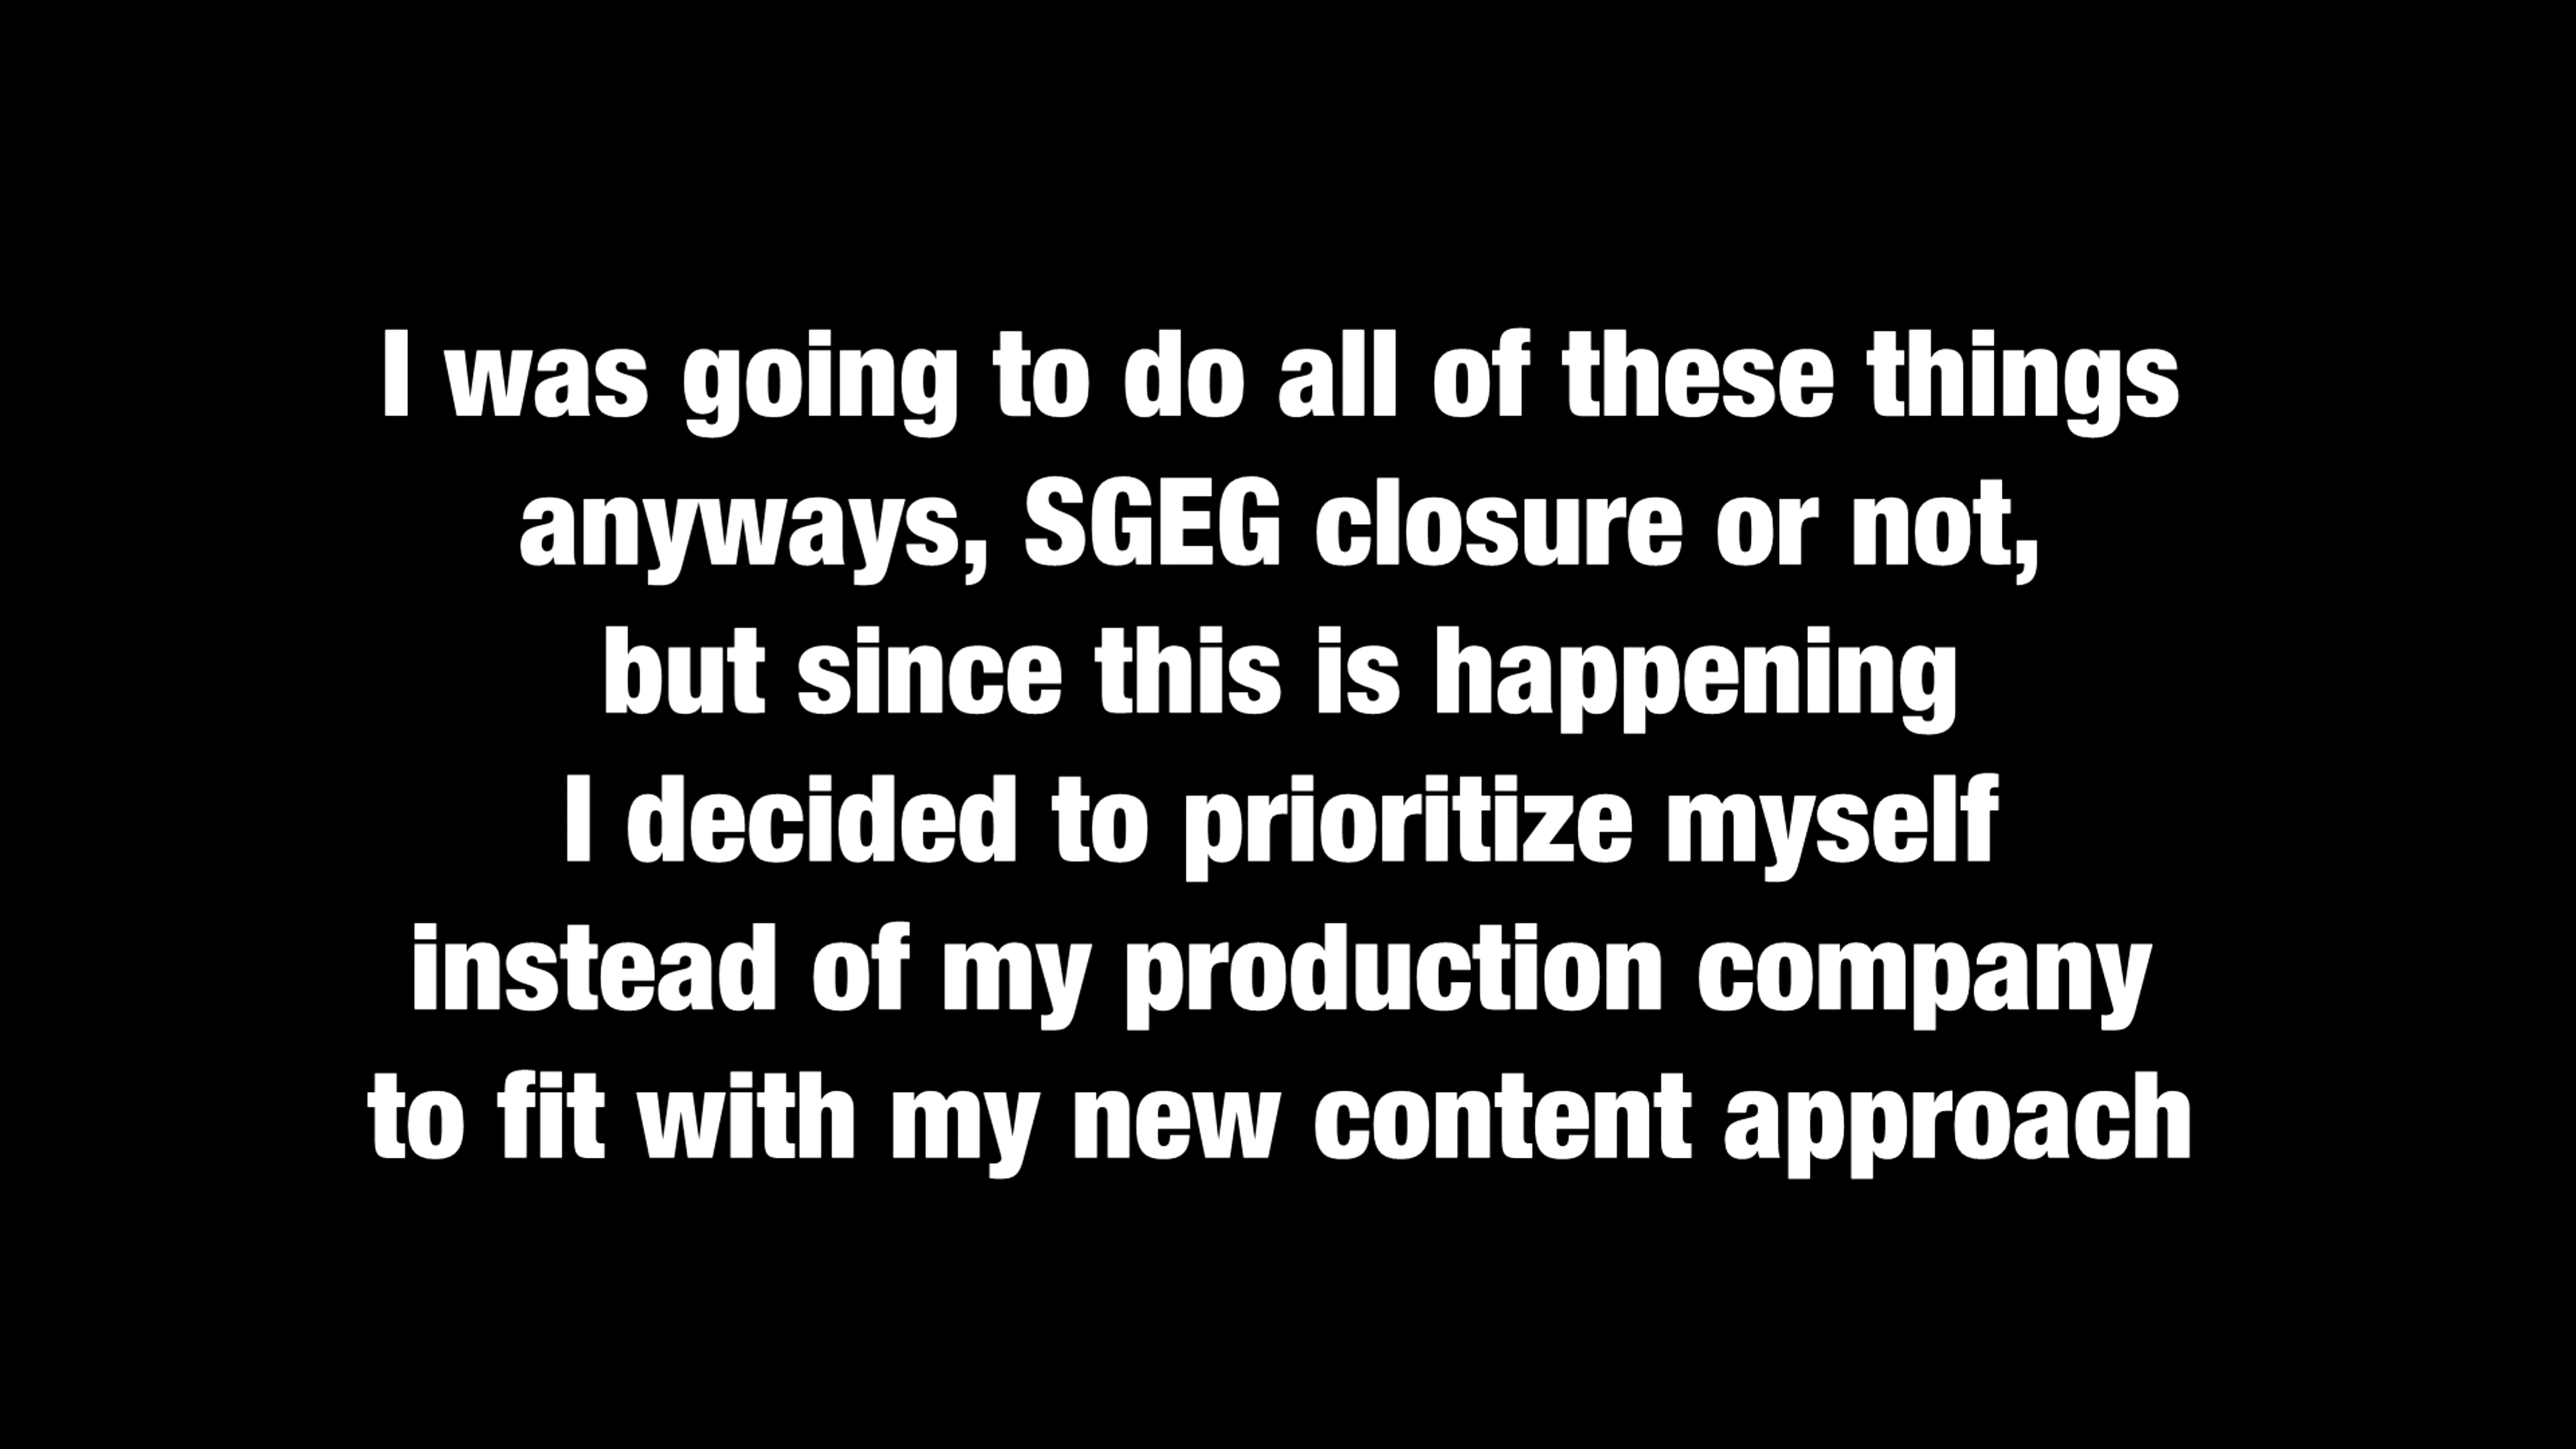 I was going to do all of these things
anyways, SGEG closure or not,
but since this is happening
I decided to prioritize myself
instead of my production company
to fit with my new content approach